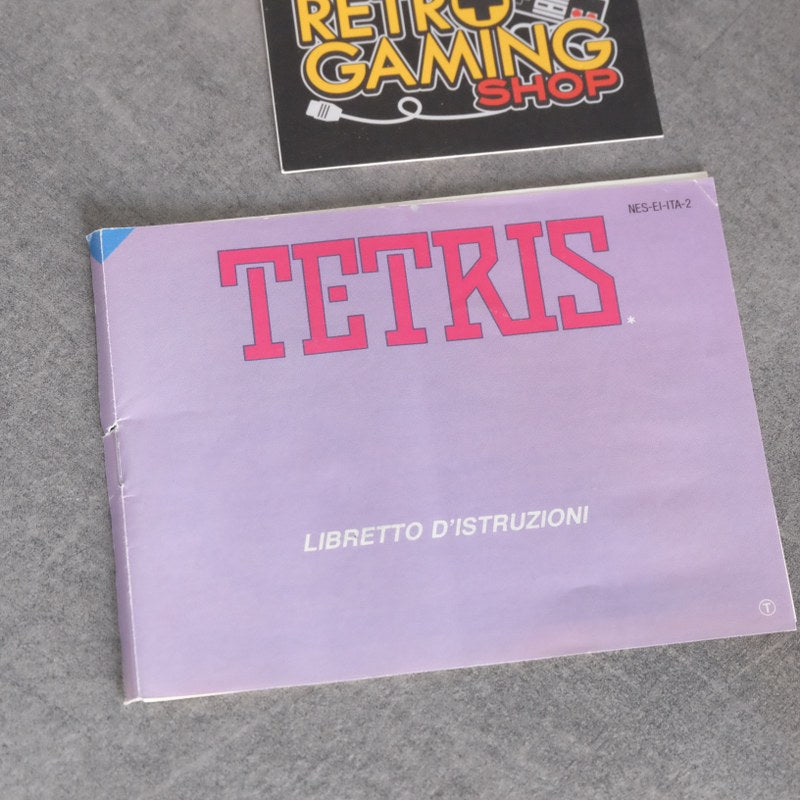 RETRO
GAMING
SHOP
NES-EI-ITA-2
TETRIS*
LIBRETTO D'ISTRUZIONI
T